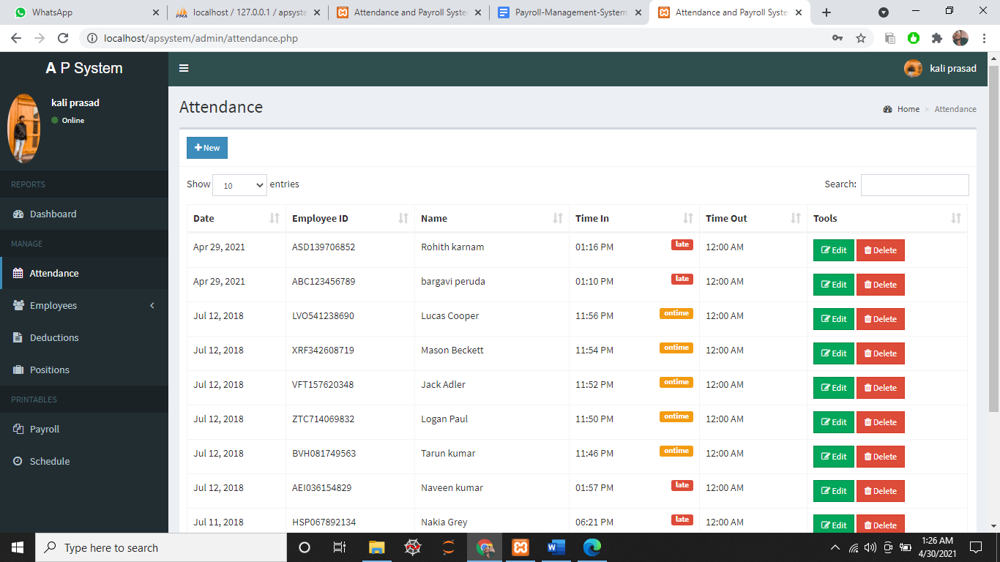 WhatsApp
localhost / 127.0.0.1 / apsyste
Attendance and Payroll Syste
Payroll-Management-System
Attendance and Payroll Syste
localhost/apsystem/admin/attendance.php
A P System
kali prasad
kali prasad
Online
Attendance
Home > Attendance
REPORTS
Dashboard
MANAGE
Attendance
Employees
Deductions
Positions
PRINTABLES
Payroll
Schedule
New
Show 10 entries
Search:
Date Employee ID Name Time In Time Out Tools
Apr 29, 2021 ASD139706852 Rohith karnam 01:16 PM late 12:00 AM Edit Delete
Apr 29, 2021 ABC123456789 bargavi peruda 01:10 PM late 12:00 AM Edit Delete
Jul 12, 2018 LVO541238690 Lucas Cooper 11:56 PM ontime 12:00 AM Edit Delete
Jul 12, 2018 XRF342608719 Mason Beckett 11:54 PM ontime 12:00 AM Edit Delete
Jul 12, 2018 VFT157620348 Jack Adler 11:52 PM ontime 12:00 AM Edit Delete
Jul 12, 2018 ZTC714069832 Logan Paul 11:50 PM ontime 12:00 AM Edit Delete
Jul 12, 2018 BVH081749563 Tarun kumar 11:46 PM ontime 12:00 AM Edit Delete
Jul 12, 2018 AEI036154829 Naveen kumar 01:57 PM late 12:00 AM Edit Delete
Jul 11, 2018 HSP067892134 Nakia Grey 06:21 PM late 12:00 AM Edit Delete
Type here to search
1:26 AM
4/30/2021